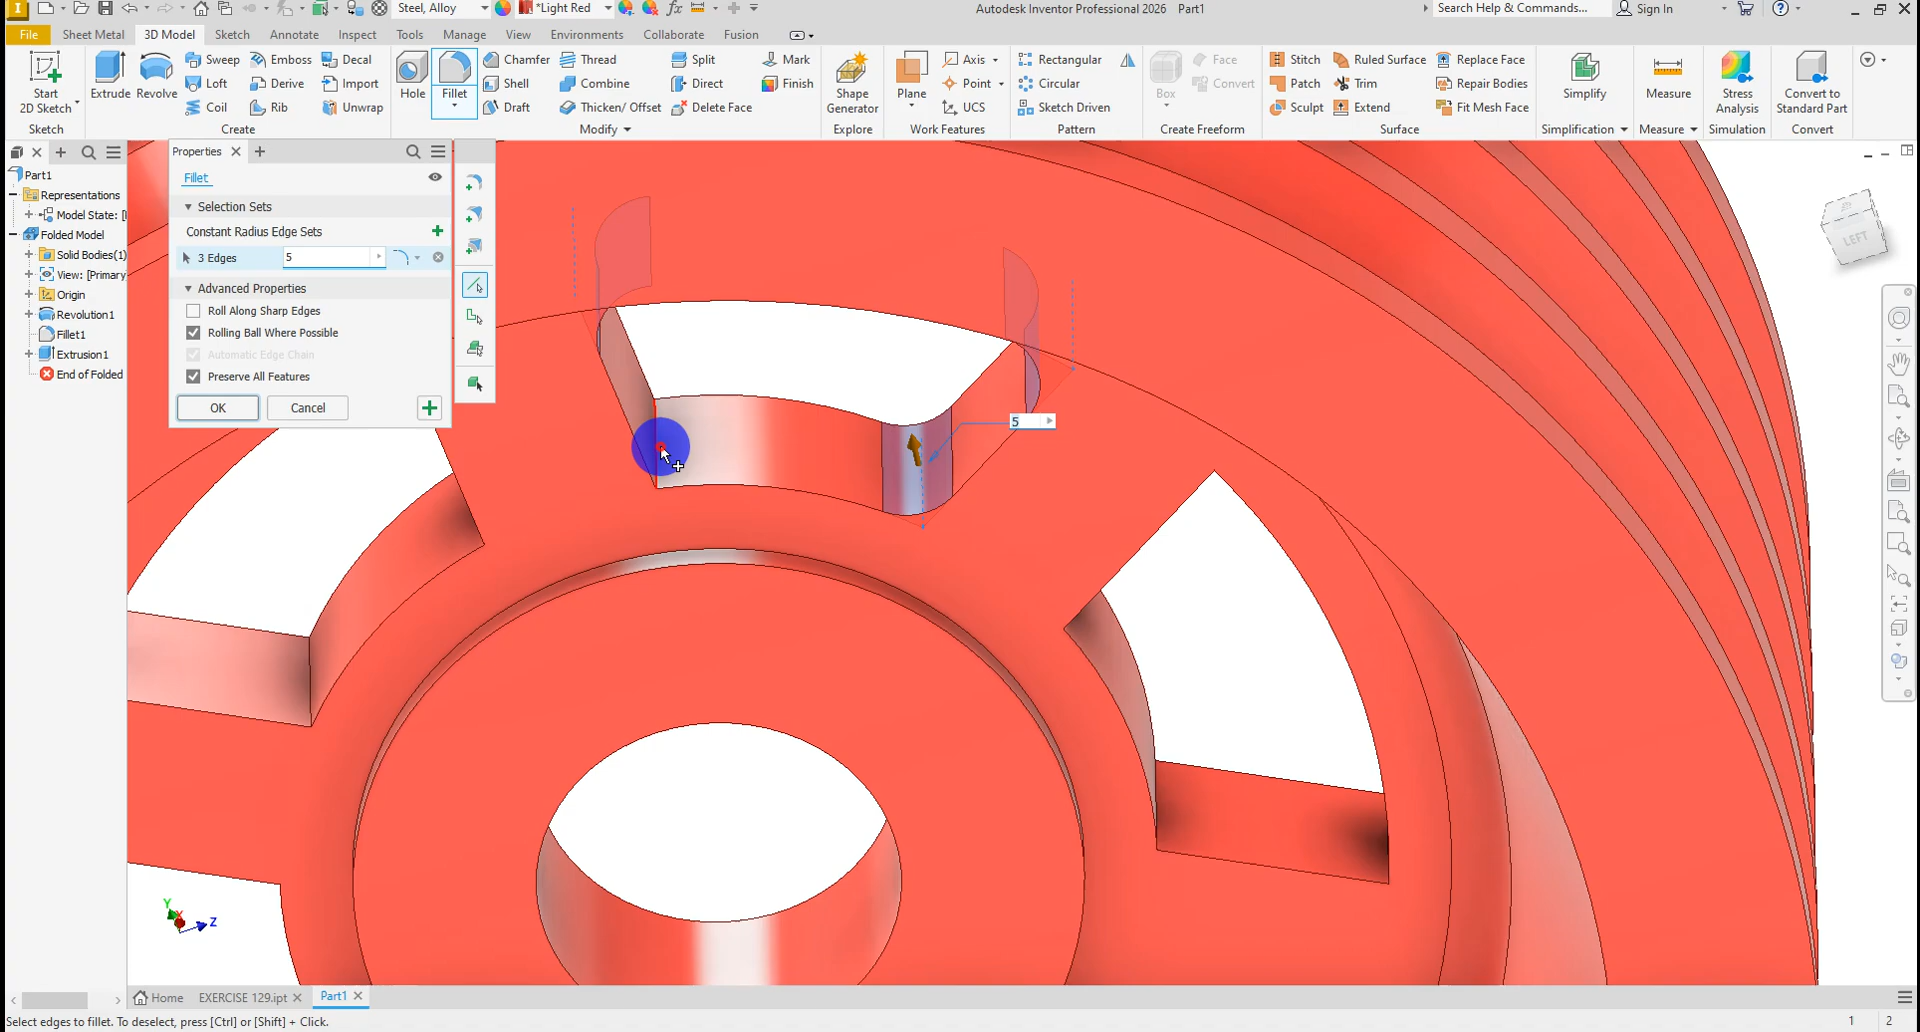 Steel, Alloy
*Light Red
Autodesk Inventor Professional 2026 Part1
Search Help & Commands...
Sign In
File Sheet Metal 3D Model Sketch Annotate Inspect Tools Manage View Environments Collaborate Fusion
Sweep Emboss Decal Chamfer Thread Split Mark Axis Rectangular Face Stitch Ruled Surface Replace Face
Loft Derive Import Shell Combine Direct Finish Point Circular Convert Patch Trim Repair Bodies
Start
2D Sketch
Extrude Revolve Hole Fillet
Shape
Generator
Plane Box Simplify Measure
Stress
Analysis
Convert to
Standard Part
Coil Rib Unwrap Draft Thicken/ Offset Delete Face UCS Sketch Driven Sculpt Extend Fit Mesh Face
Sketch Create Modify Explore Work Features Pattern Create Freeform Surface Simplification Measure Simulation Convert
Part1
Representations
Model State: [
Folded Model
Solid Bodies(1)
View: [Primary
Origin
Revolution1
Fillet1
Extrusion1
End of Folded
Properties
Fillet
Selection Sets
Constant Radius Edge Sets
3 Edges 5
Advanced Properties
Roll Along Sharp Edges
Rolling Ball Where Possible
Automatic Edge Chain
Preserve All Features
OK Cancel
5
LEFT
Y
X
Z
Home EXERCISE 129.ipt Part1
Select edges to fillet. To deselect, press [Ctrl] or [Shift] + Click.
1 2